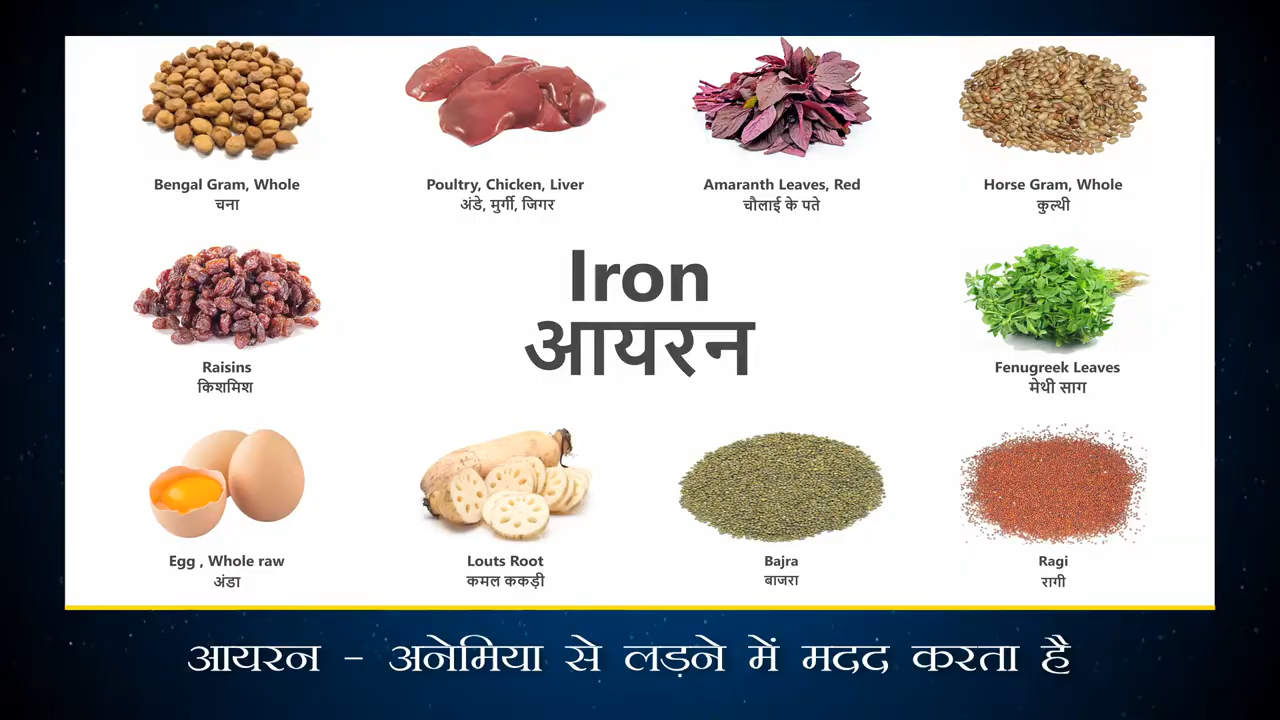 Bengal Gram, Whole
चना
Poultry, Chicken, Liver
अंडे, मुर्गी, जिगर
Amaranth Leaves, Red
चौलाई के पते
Horse Gram, Whole
कुल्थी
Iron
आयरन
Raisins
किशमिश
Fenugreek Leaves
मेथी साग
Egg , Whole raw
अंडा
Louts Root
कमल ककड़ी
Bajra
बाजरा
Ragi
रागी
आयरन - अनेमिया से लड़ने में मदद करता है